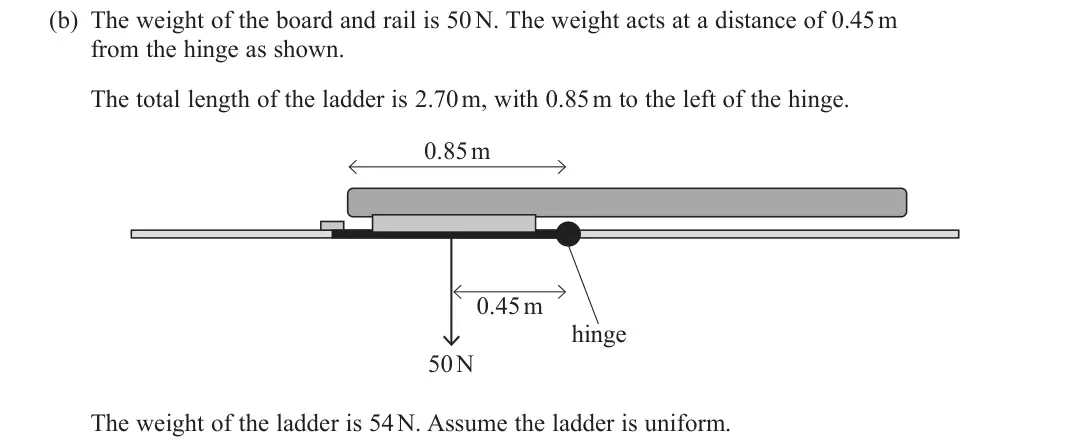 (b) The weight of the board and rail is 50 N. The weight acts at a distance of 0.45 m
from the hinge as shown.
The total length of the ladder is 2.70 m, with 0.85 m to the left of the hinge.
0.85 m
0.45 m
hinge
50 N
The weight of the ladder is 54 N. Assume the ladder is uniform.